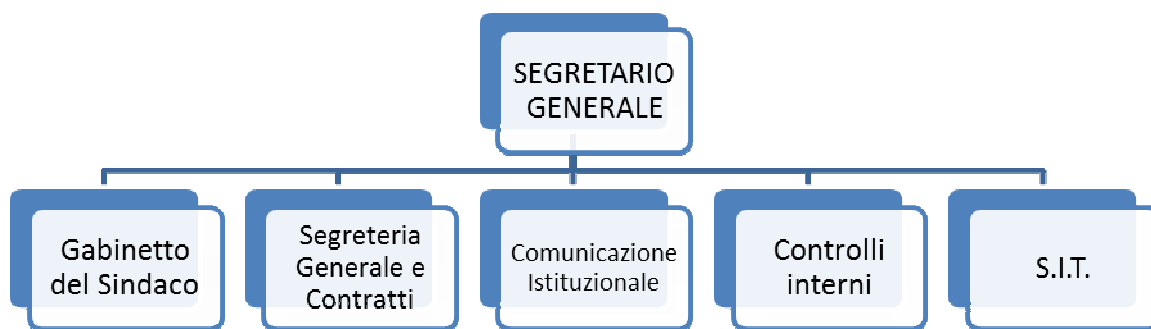 SEGRETARIO
GENERALE
Gabinetto
del Sindaco
Segreteria
Generale e
Contratti
Comunicazione
Istituzionale
Controlli
interni
S.I.T.